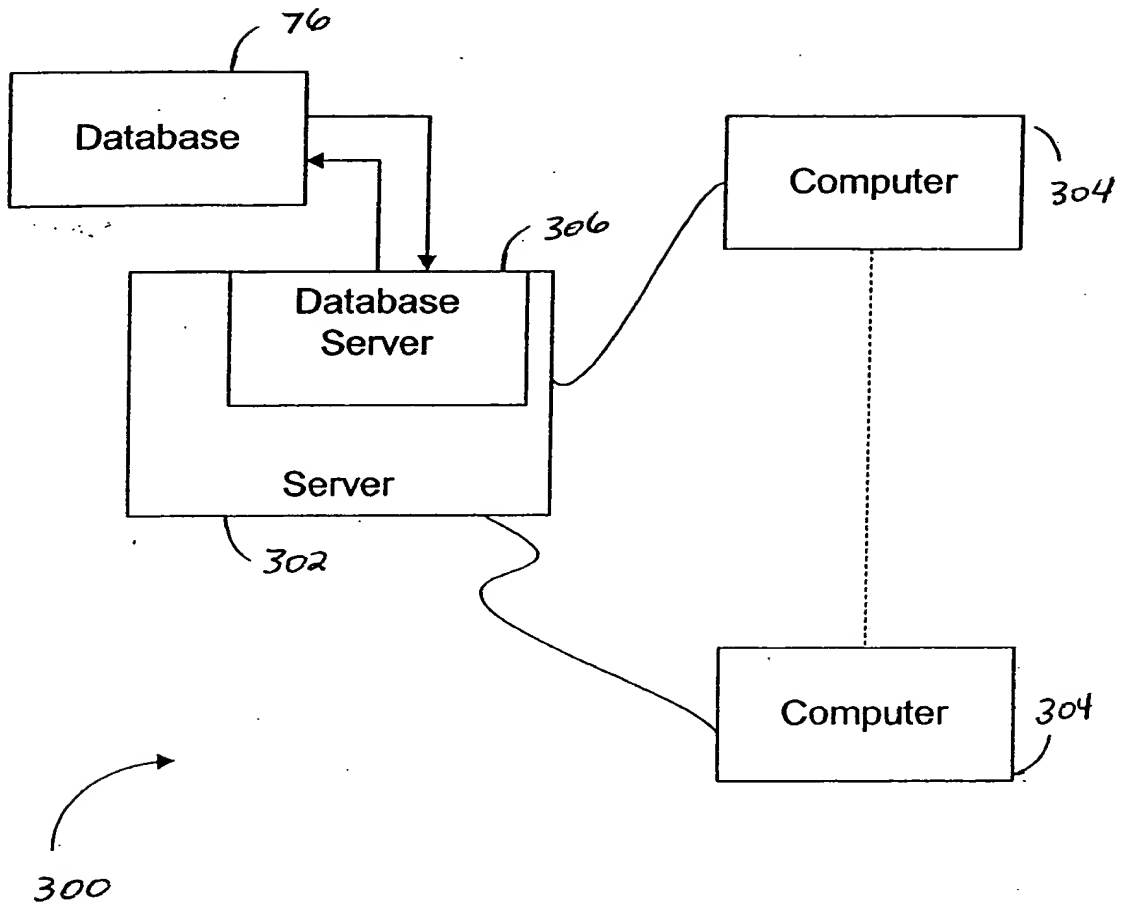 76
Database
Computer
304
306
Database
Server
Server
302
Computer
304
300